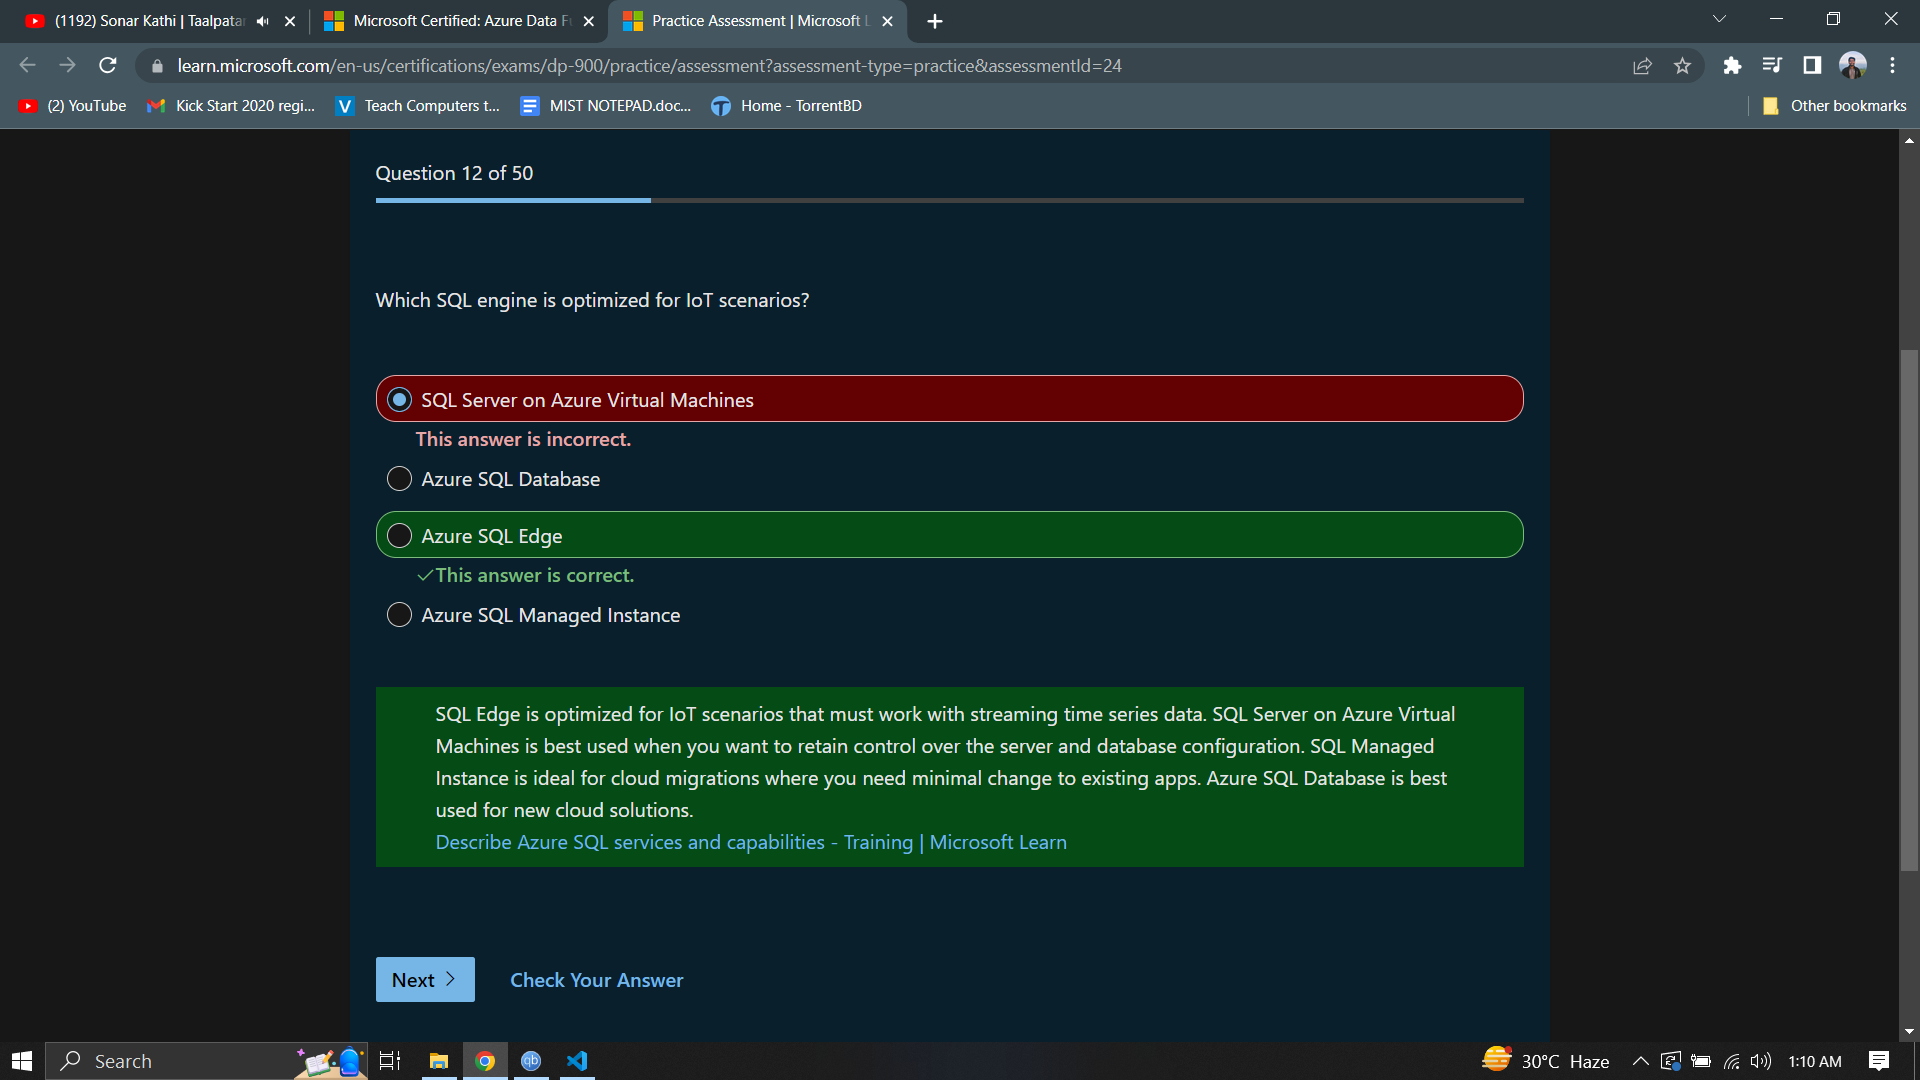 (1192) Sonar Kathi | Taalpatar
Microsoft Certified: Azure Data F
Practice Assessment | Microsoft L
learn.microsoft.com/en-us/certifications/exams/dp-900/practice/assessment?assessment-type=practice&assessmentId=24
(2) YouTube
Kick Start 2020 regi...
V
Teach Computers t...
MIST NOTEPAD.doc...
Home - TorrentBD
Other bookmarks
Question 12 of 50
Which SQL engine is optimized for IoT scenarios?
SQL Server on Azure Virtual Machines
This answer is incorrect.
Azure SQL Database
Azure SQL Edge
This answer is correct.
Azure SQL Managed Instance
SQL Edge is optimized for IoT scenarios that must work with streaming time series data. SQL Server on Azure Virtual
Machines is best used when you want to retain control over the server and database configuration. SQL Managed
Instance is ideal for cloud migrations where you need minimal change to existing apps. Azure SQL Database is best
used for new cloud solutions.
Describe Azure SQL services and capabilities - Training | Microsoft Learn
Next
Check Your Answer
Search
qb
30°C Haze
1:10 AM